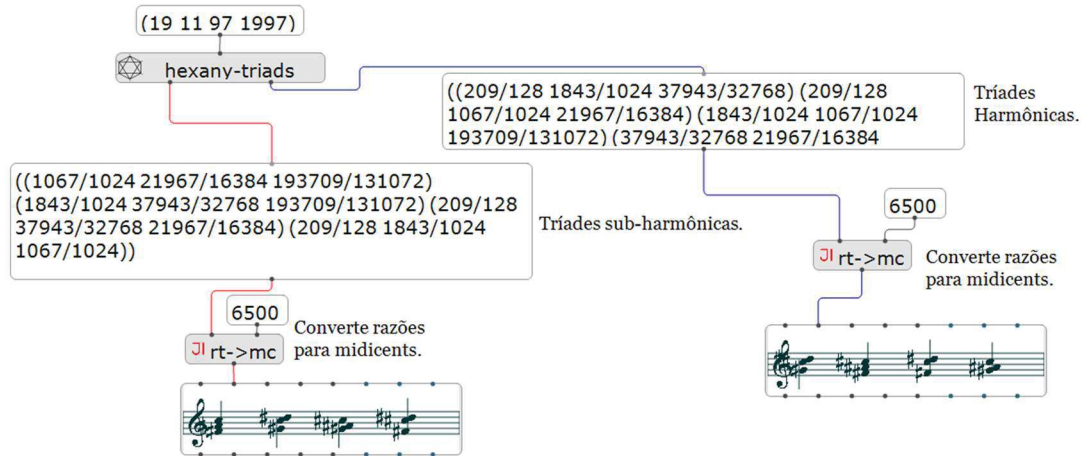 (19 11 97 1997)
hexany-triads
((209/128 1843/1024 37943/32768) (209/128
1067/1024 21967/16384) (1843/1024 1067/1024
193709/131072) (37943/32768 21967/16384
Tríades
Harmônicas.
((1067/1024 21967/16384 193709/131072)
(1843/1024 37943/32768 193709/131072) (209/128
37943/32768 21967/16384) (209/128 1843/1024
1067/1024))
Tríades sub-harmônicas.
6500
JI rt->mc
Converte razões
para midicents.
6500
JI rt->mc
Converte razões
para midicents.